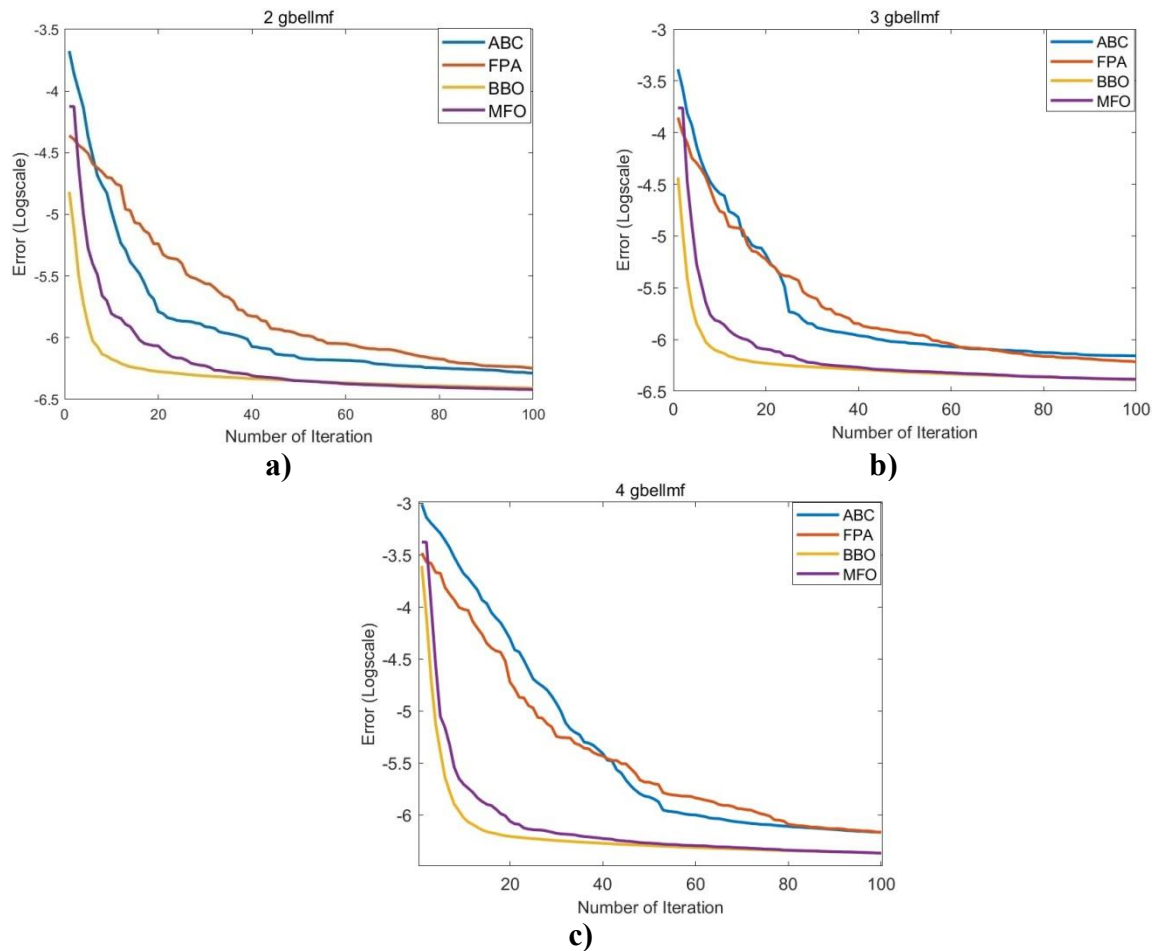 2 gbellmf
-3.5
-4
-4.5
-5
-5.5
-6
-6.5
0 20 40 60 80 100
Error (Logscale)
Number of Iteration
ABC
FPA
BBO
MFO
a)
3 gbellmf
-3
-3.5
-4
-4.5
-5
-5.5
-6
-6.5
0 20 40 60 80 100
Error (Logscale)
Number of Iteration
ABC
FPA
BBO
MFO
b)
4 gbellmf
-3
-3.5
-4
-4.5
-5
-5.5
-6
20 40 60 80 100
Error (Logscale)
Number of Iteration
ABC
FPA
BBO
MFO
c)